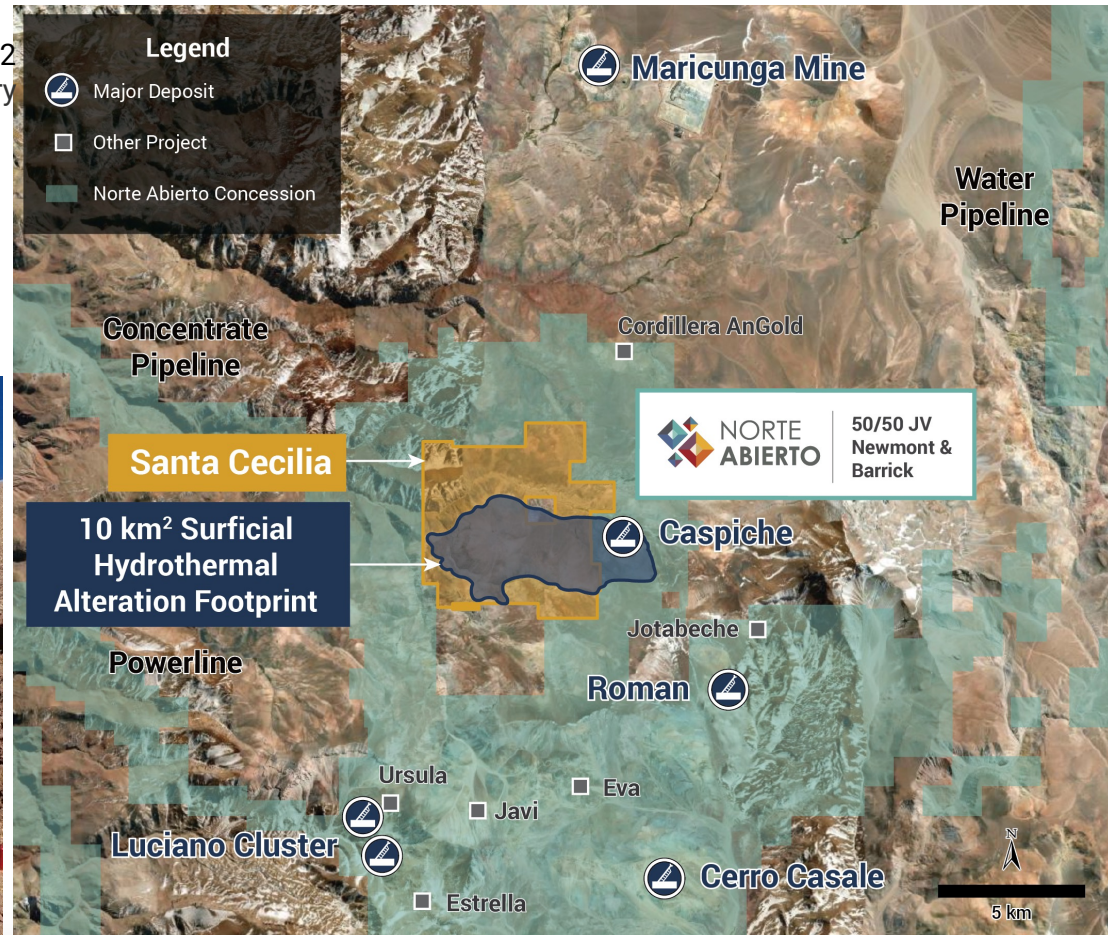 2
ry
Legend
Major Deposit
Other Project
Norte Abierto Concession
Maricunga Mine
Water
Pipeline
Concentrate
Pipeline
Cordillera AnGold
NORTE
ABIERTO
50/50 JV
Newmont &
Barrick
Santa Cecilia
10 km² Surficial
Hydrothermal
Alteration Footprint
Caspiche
Jotabeche
Powerline
Roman
Ursula
Eva
Javi
Luciano Cluster
Cerro Casale
Estrella
N
5 km